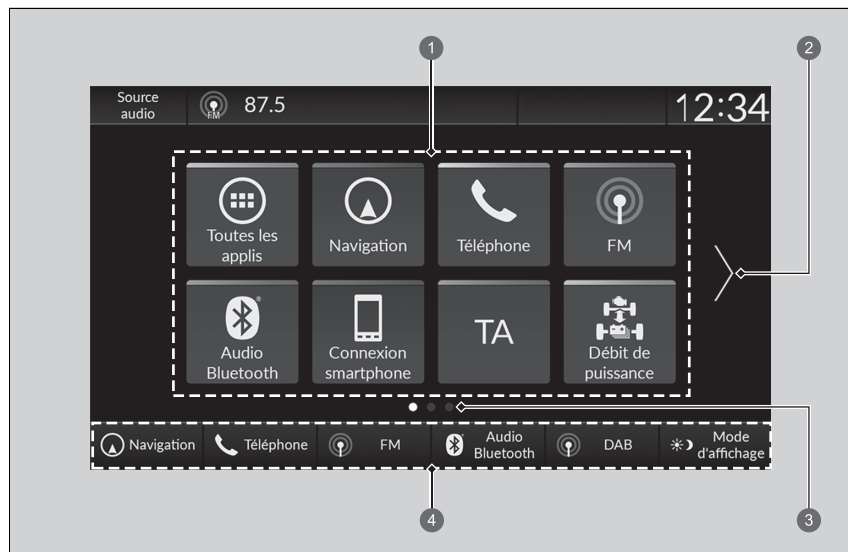 1
2
Source
audio
FM
87.5
12:34
Toutes les
applis
Navigation
Téléphone
FM
Audio
Bluetooth
Connexion
smartphone
TA
Débit de
puissance
Navigation
Téléphone
FM
Audio
Bluetooth
DAB
Mode
d'affichage
4
3